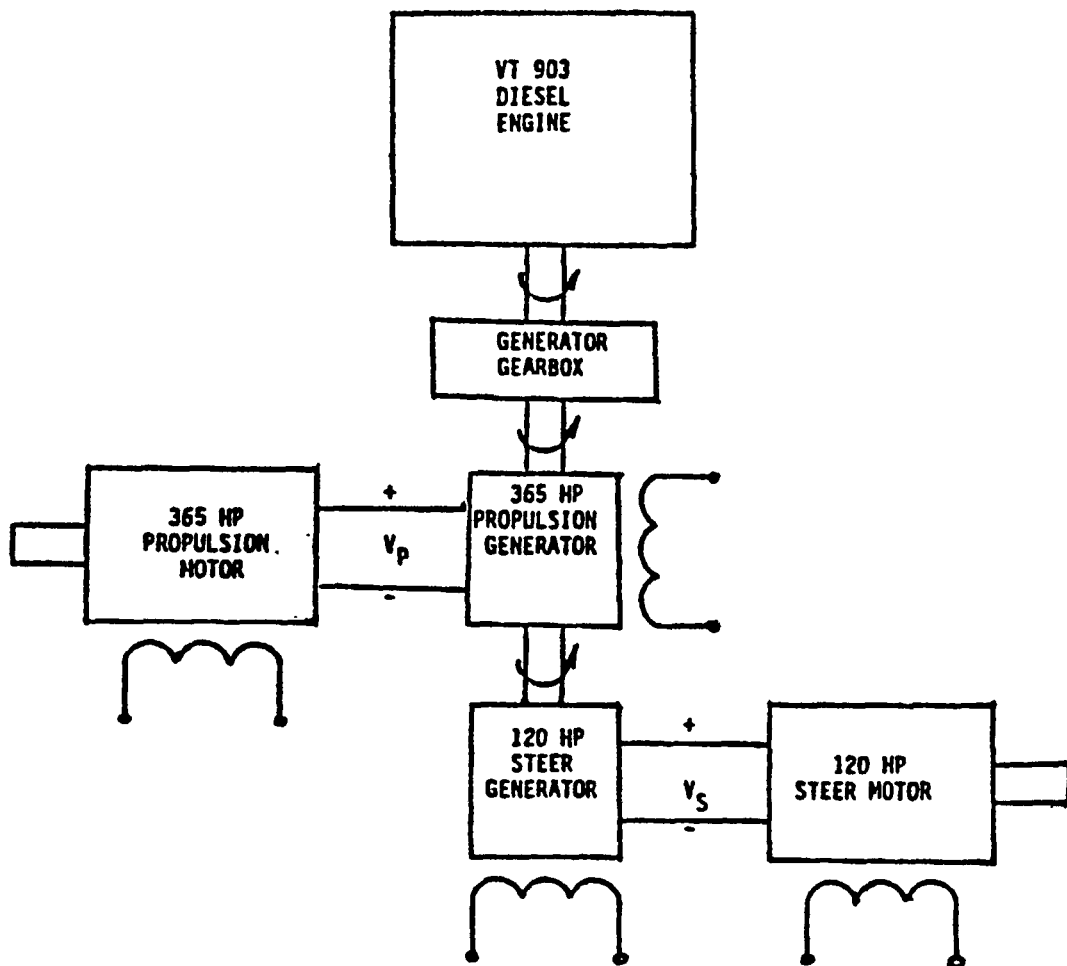 VT 903
DIESEL
ENGINE
GENERATOR
GEARBOX
365 HP
PROPULSION
MOTOR
+
V_P
-
365 HP
PROPULSION
GENERATOR
120 HP
STEER
GENERATOR
+
V_S
-
120 HP
STEER MOTOR